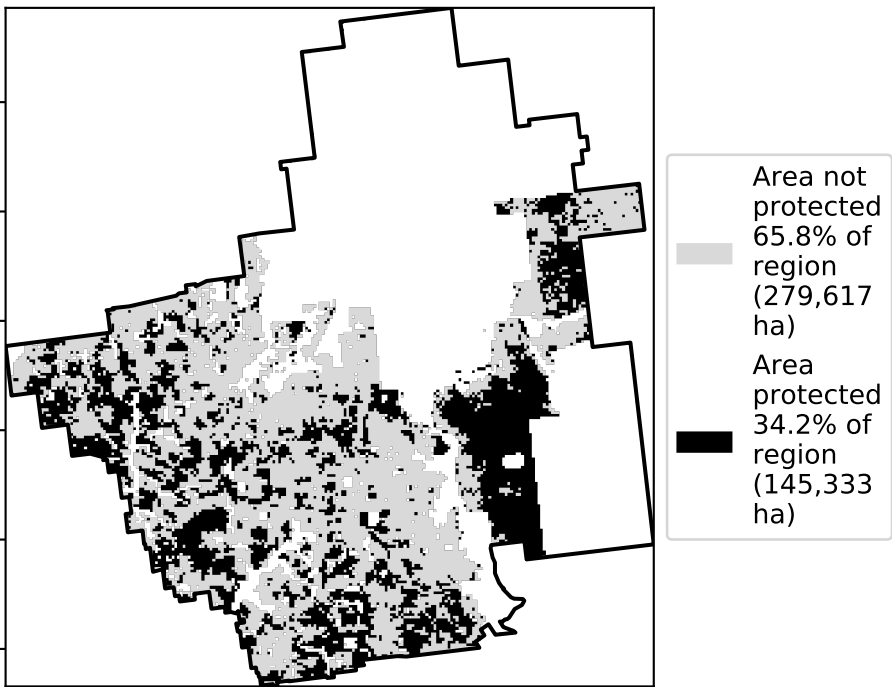 Area not
protected
65.8% of
region
(279,617
ha)
Area
protected
34.2% of
region
(145,333
ha)